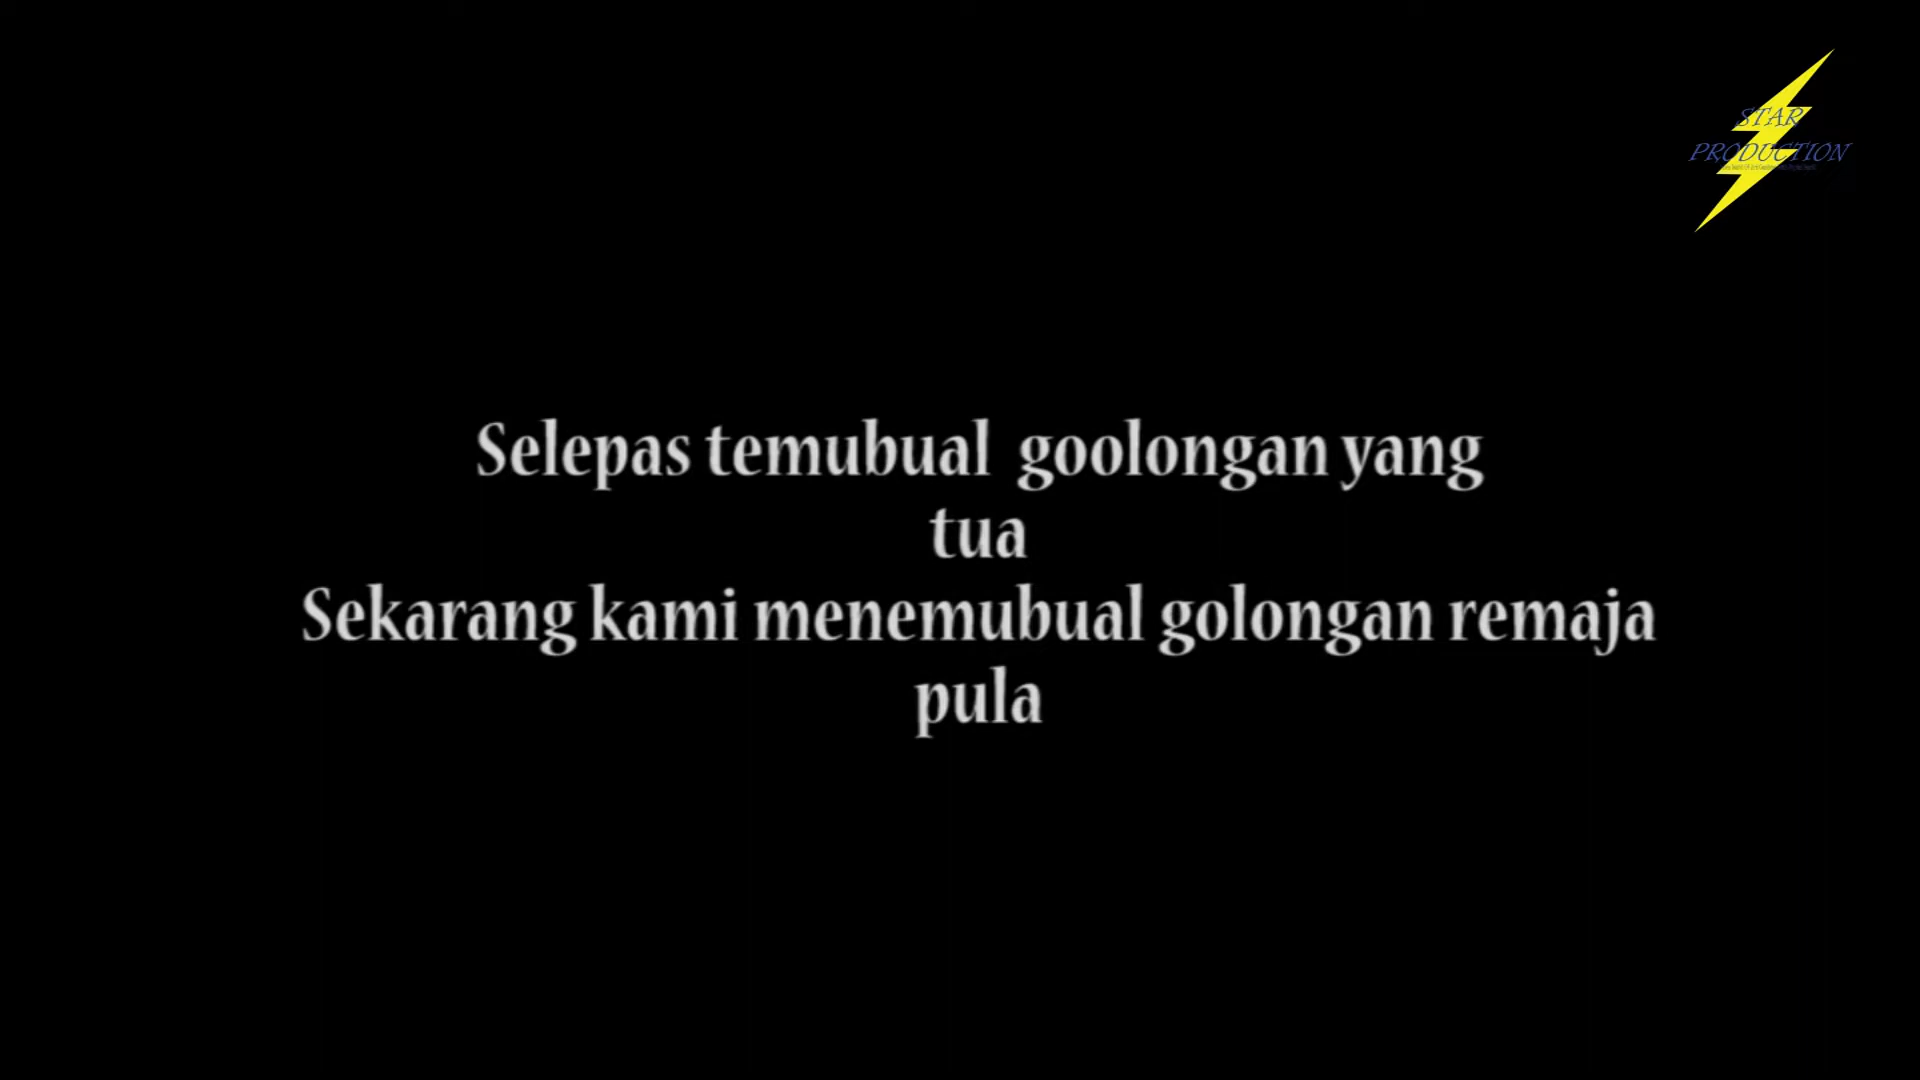 STAR
PRODUCTION
Selepas temubual goolongan yang
tua
Sekarang kami menemubual golongan remaja
pula